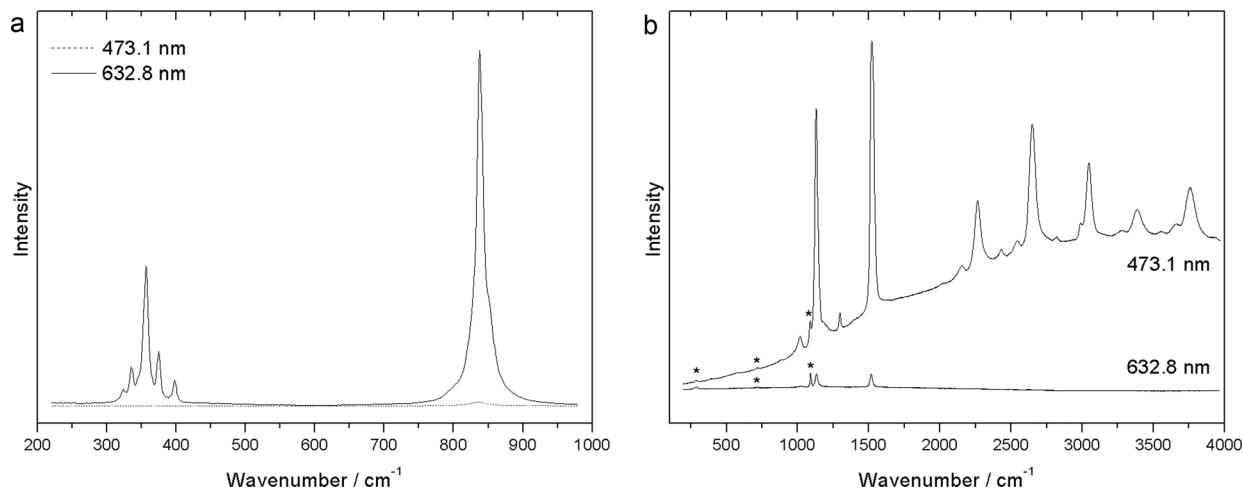 a
473.1 nm
632.8 nm
Intensity
200 300 400 500 600 700 800 900 1000
Wavenumber / cm⁻¹
b
473.1 nm
632.8 nm
*
*
*
*
*
*
Intensity
500 1000 1500 2000 2500 3000 3500 4000
Wavenumber / cm⁻¹